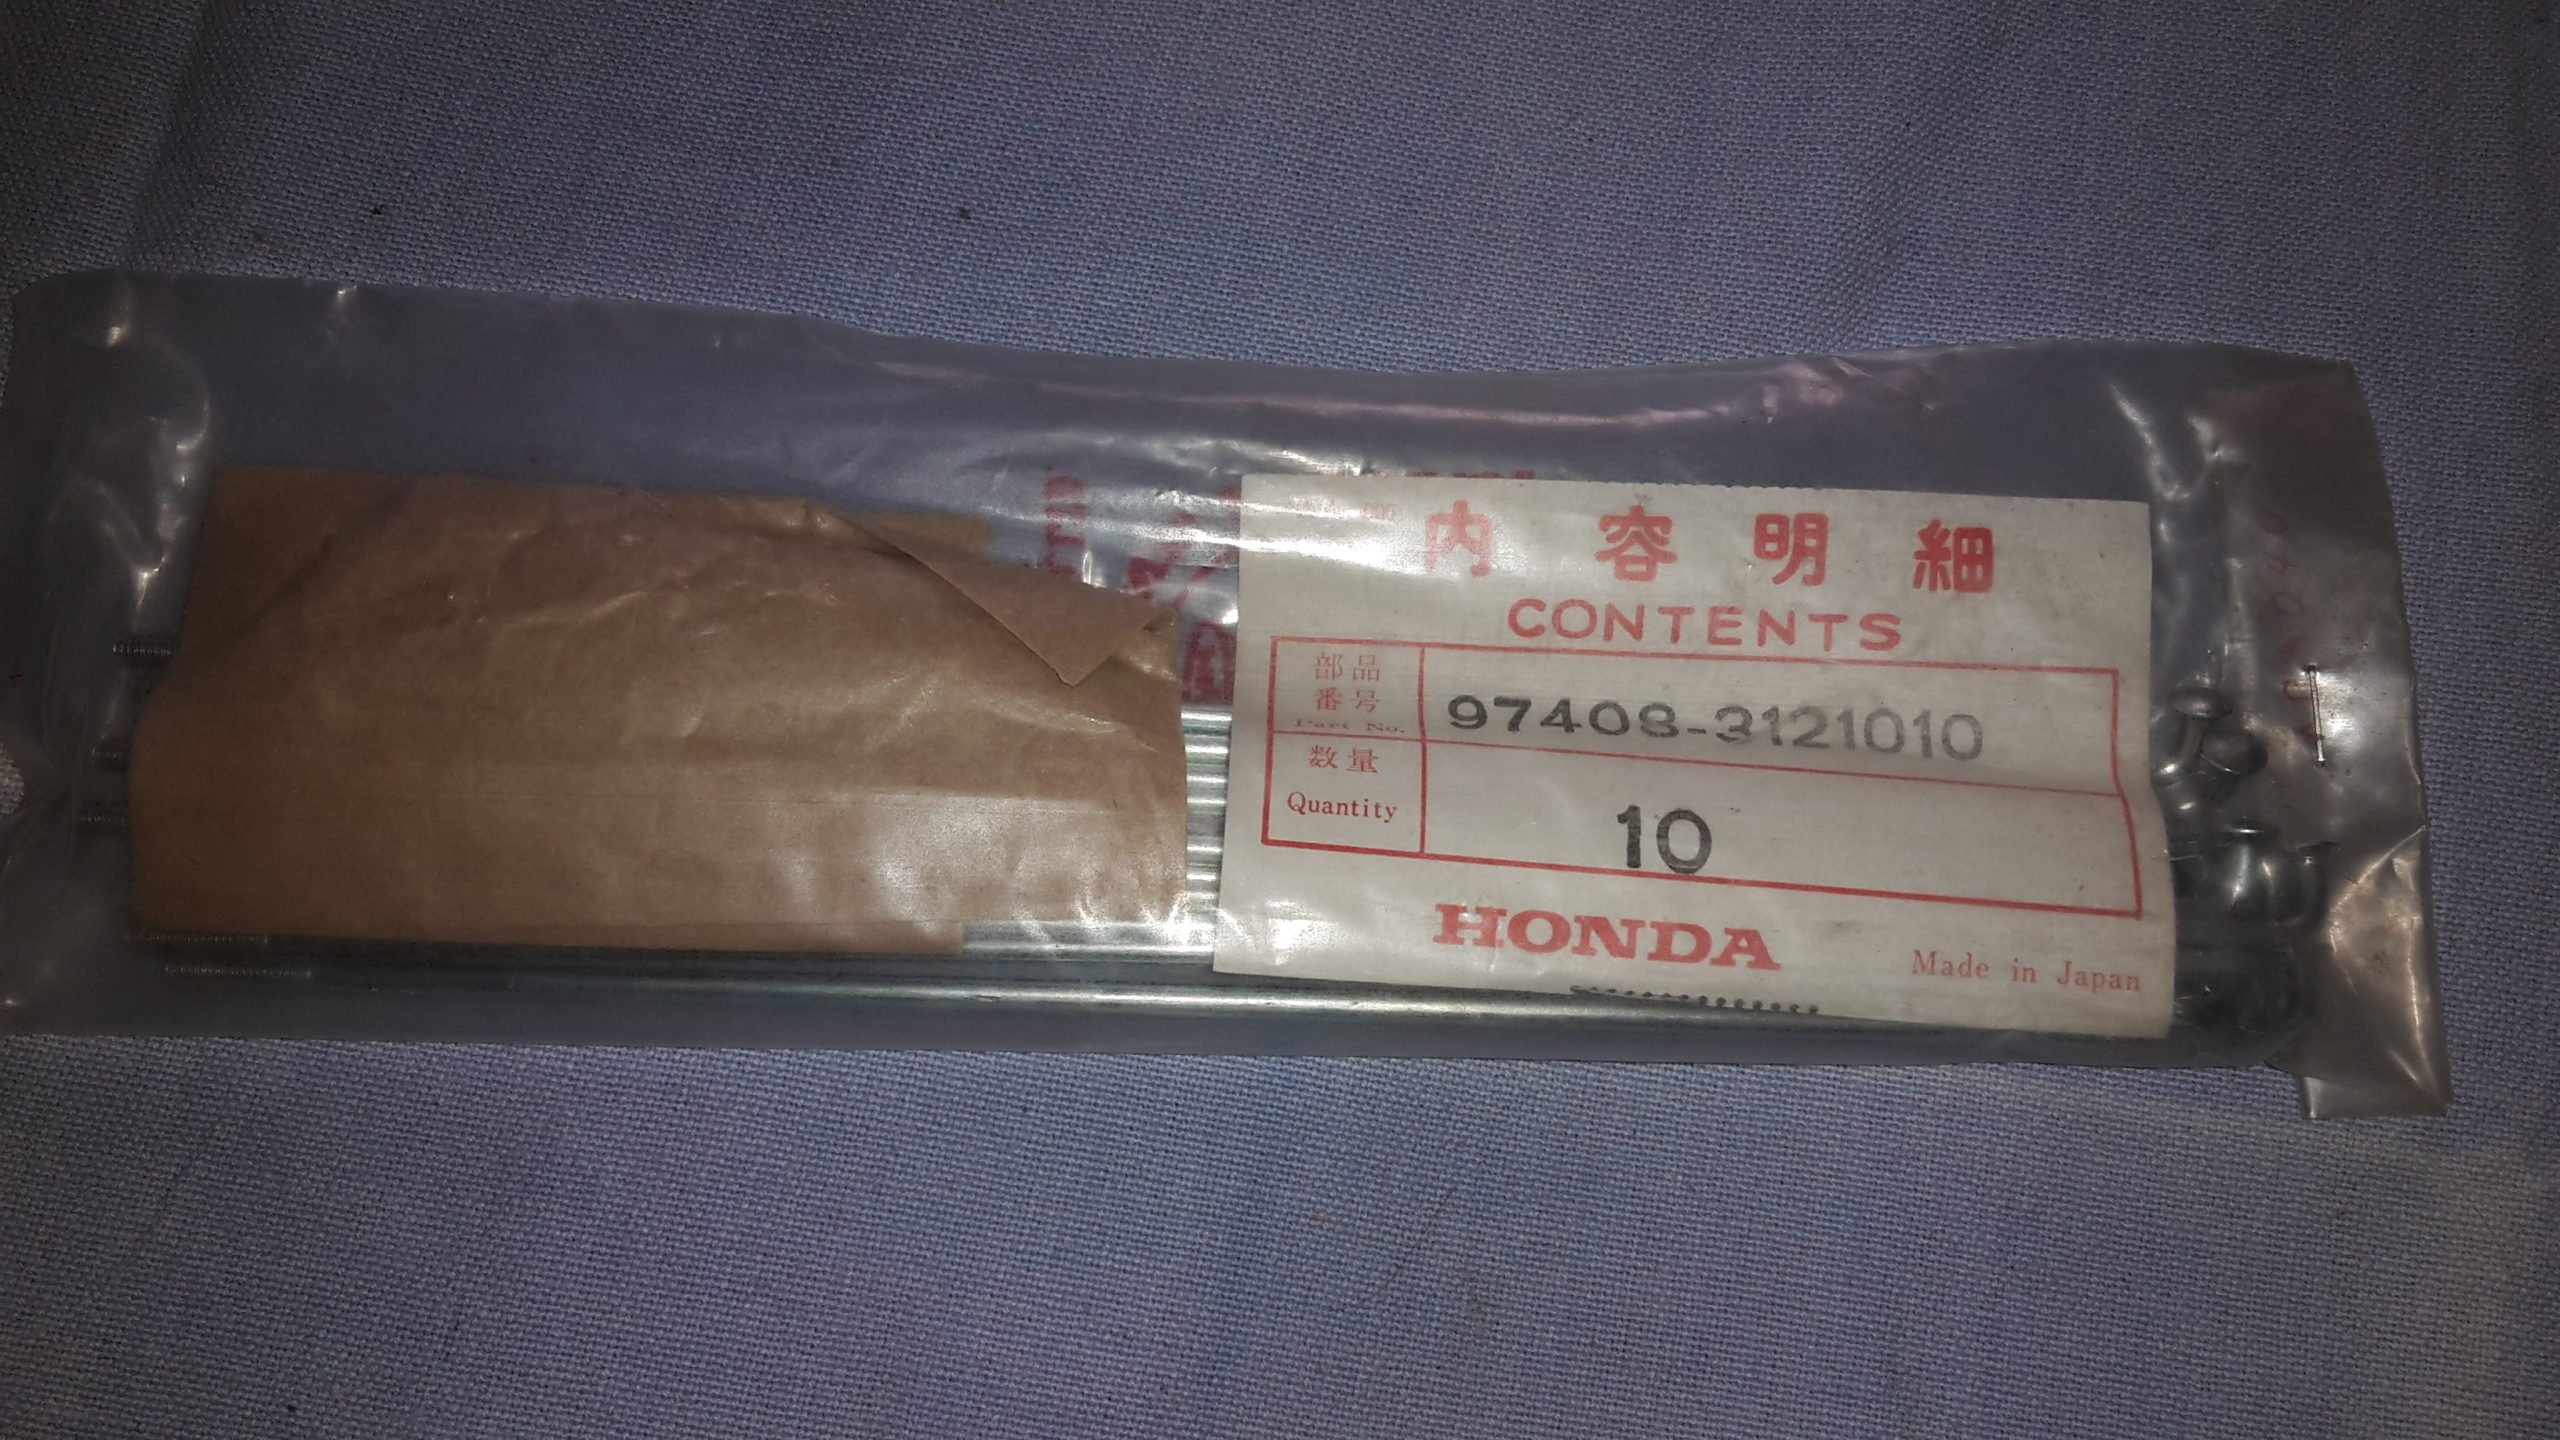 内容明細
CONTENTS
部品
番号
Part No.
97408-3121010
数量
Quantity
10
HONDA
Made in Japan